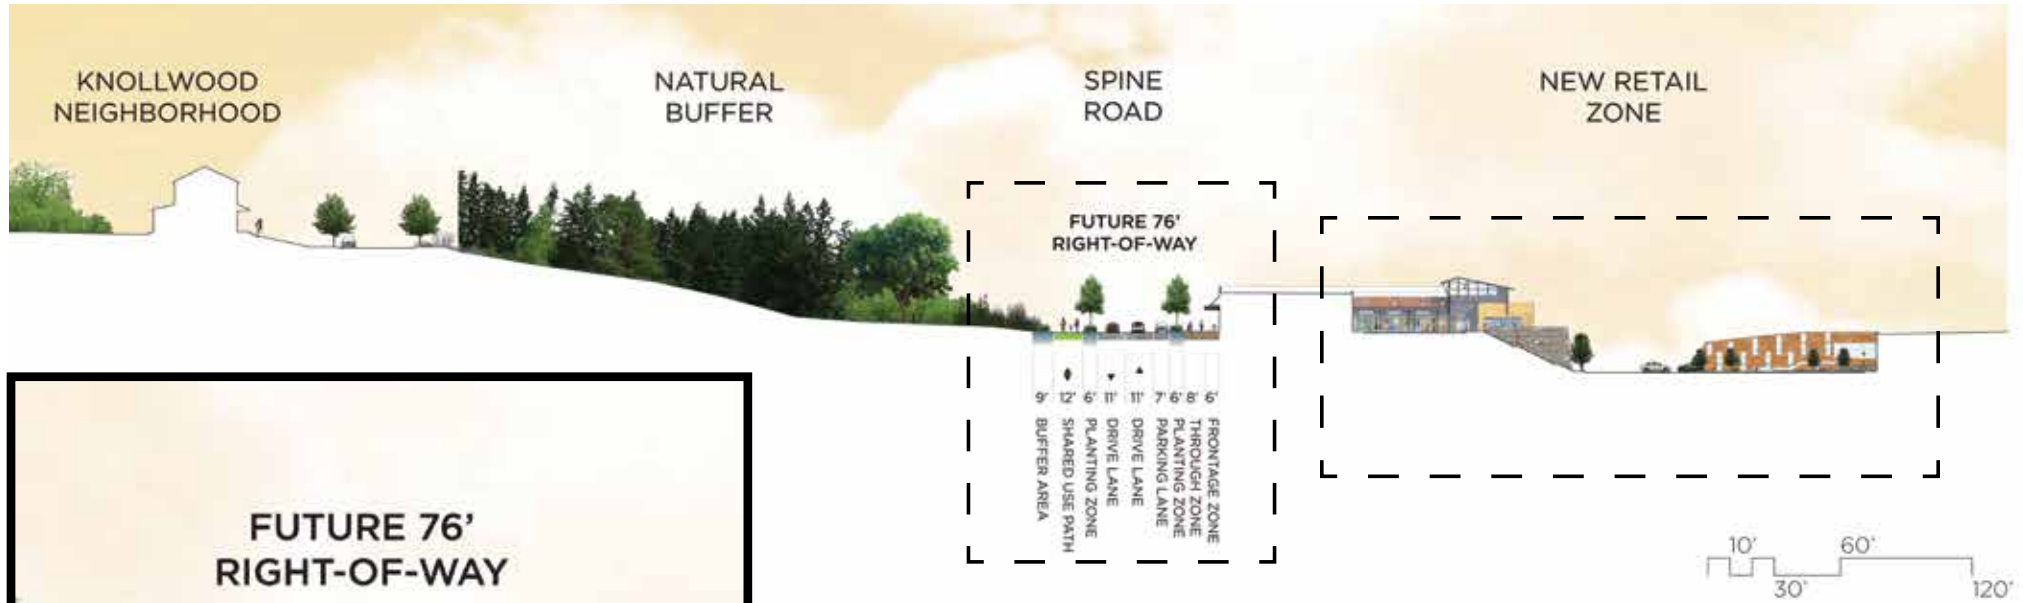 KNOLLWOOD
NEIGHBORHOOD
NATURAL
BUFFER
SPINE
ROAD
NEW RETAIL
ZONE
FUTURE 76'
RIGHT-OF-WAY
9' BUFFER AREA
12' SHARED USE PATH
6' PLANTING ZONE
11' DRIVE LANE
11' DRIVE LANE
7' PARKING LANE
6' PLANTING ZONE
8' THROUGH ZONE
6' FRONTAGE ZONE
FUTURE 76’
RIGHT-OF-WAY
10' 60'
30' 120'